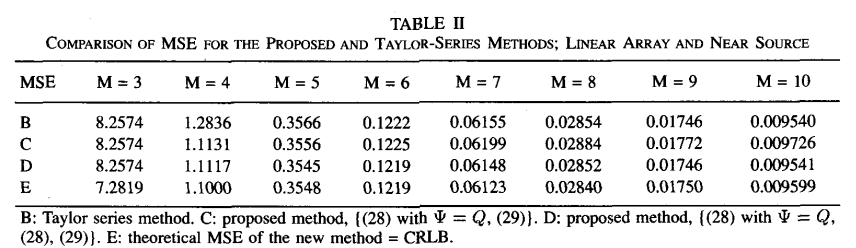 TABLE II
COMPARISON OF MSE FOR THE PROPOSED AND TAYLOR-SERIES METHODS; LINEAR ARRAY AND NEAR SOURCE
MSE M = 3 M = 4 M = 5 M = 6 M = 7 M = 8 M = 9 M = 10
B 8.2574 1.2836 0.3566 0.1222 0.06155 0.02854 0.01746 0.009540
C 8.2574 1.1131 0.3556 0.1225 0.06199 0.02884 0.01772 0.009726
D 8.2574 1.1117 0.3545 0.1219 0.06148 0.02852 0.01746 0.009541
E 7.2819 1.1000 0.3548 0.1219 0.06123 0.02840 0.01750 0.009599
B: Taylor series method. C: proposed method, {(28) with Ψ = Q, (29)}. D: proposed method, {(28) with Ψ = Q,
(28), (29)}. E: theoretical MSE of the new method = CRLB.